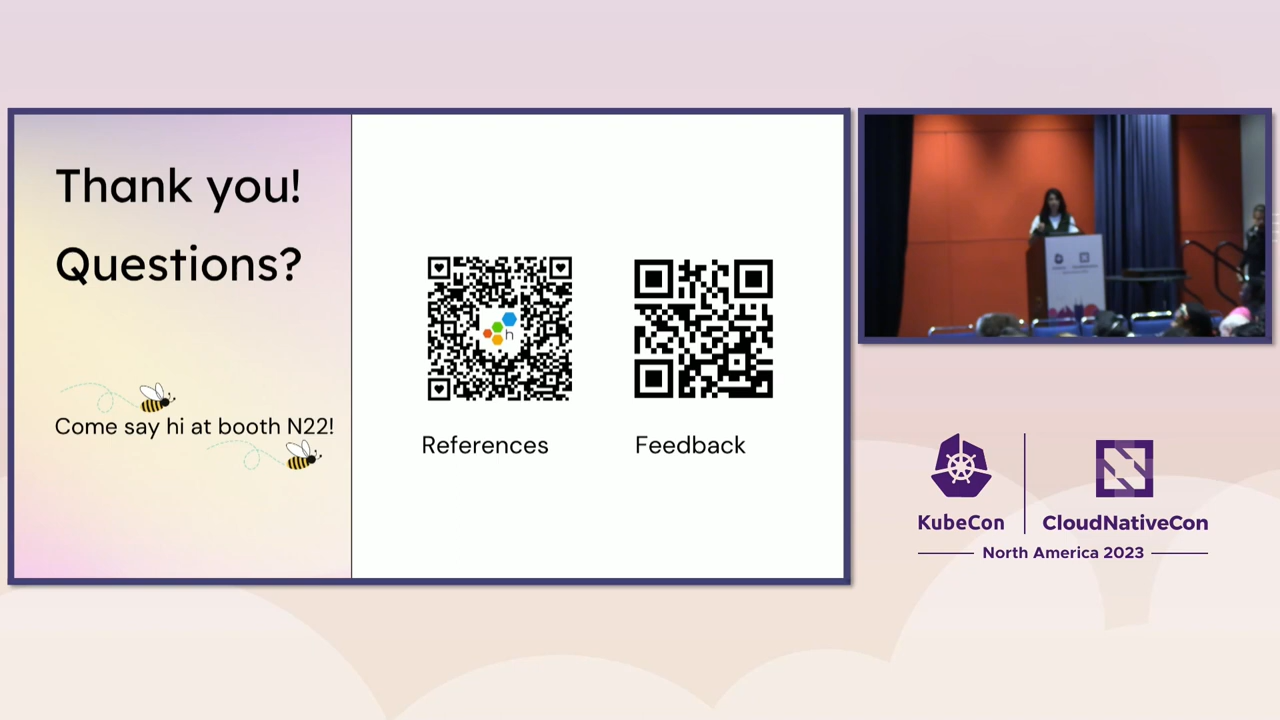 Thank you!
Questions?
Come say hi at booth N22!
h
References
Feedback
KubeCon
CloudNativeCon
North America 2023